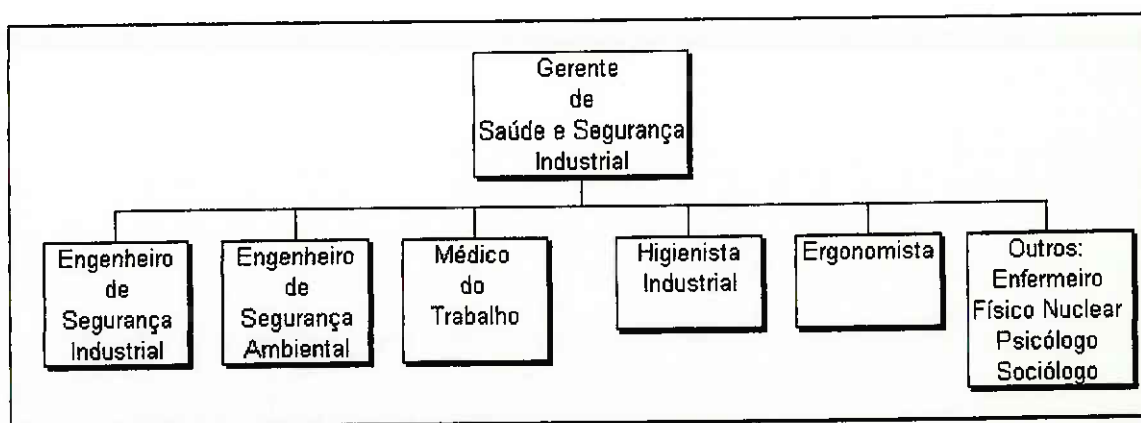 Gerente
de
Saúde e Segurança
Industrial
Engenheiro
de
Segurança
Industrial
Engenheiro
de
Segurança
Ambiental
Médico
do
Trabalho
Higienista
Industrial
Ergonomista
Outros:
Enfermeiro
Físico Nuclear
Psicólogo
Sociólogo